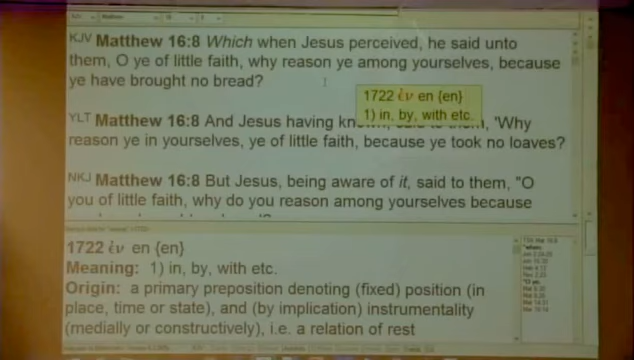 KJV Matthew 16:8 Which when Jesus perceived, he said unto
them, O ye of little faith, why reason ye among yourselves, because
ye have brought no bread?
1722 ἐν en {en}
1) in, by, with etc.
YLT Matthew 16:8 And Jesus having known, said to them, 'Why
reason ye in yourselves, ye of little faith, because ye took no loaves?
NKJ Matthew 16:8 But Jesus, being aware of it, said to them, "O
you of little faith, why do you reason among yourselves because
1722 ἐν en {en}
Meaning: 1) in, by, with etc.
Origin: a primary preposition denoting (fixed) position (in
place, time or state), and (by implication) instrumentality
(medially or constructively), i.e. a relation of rest